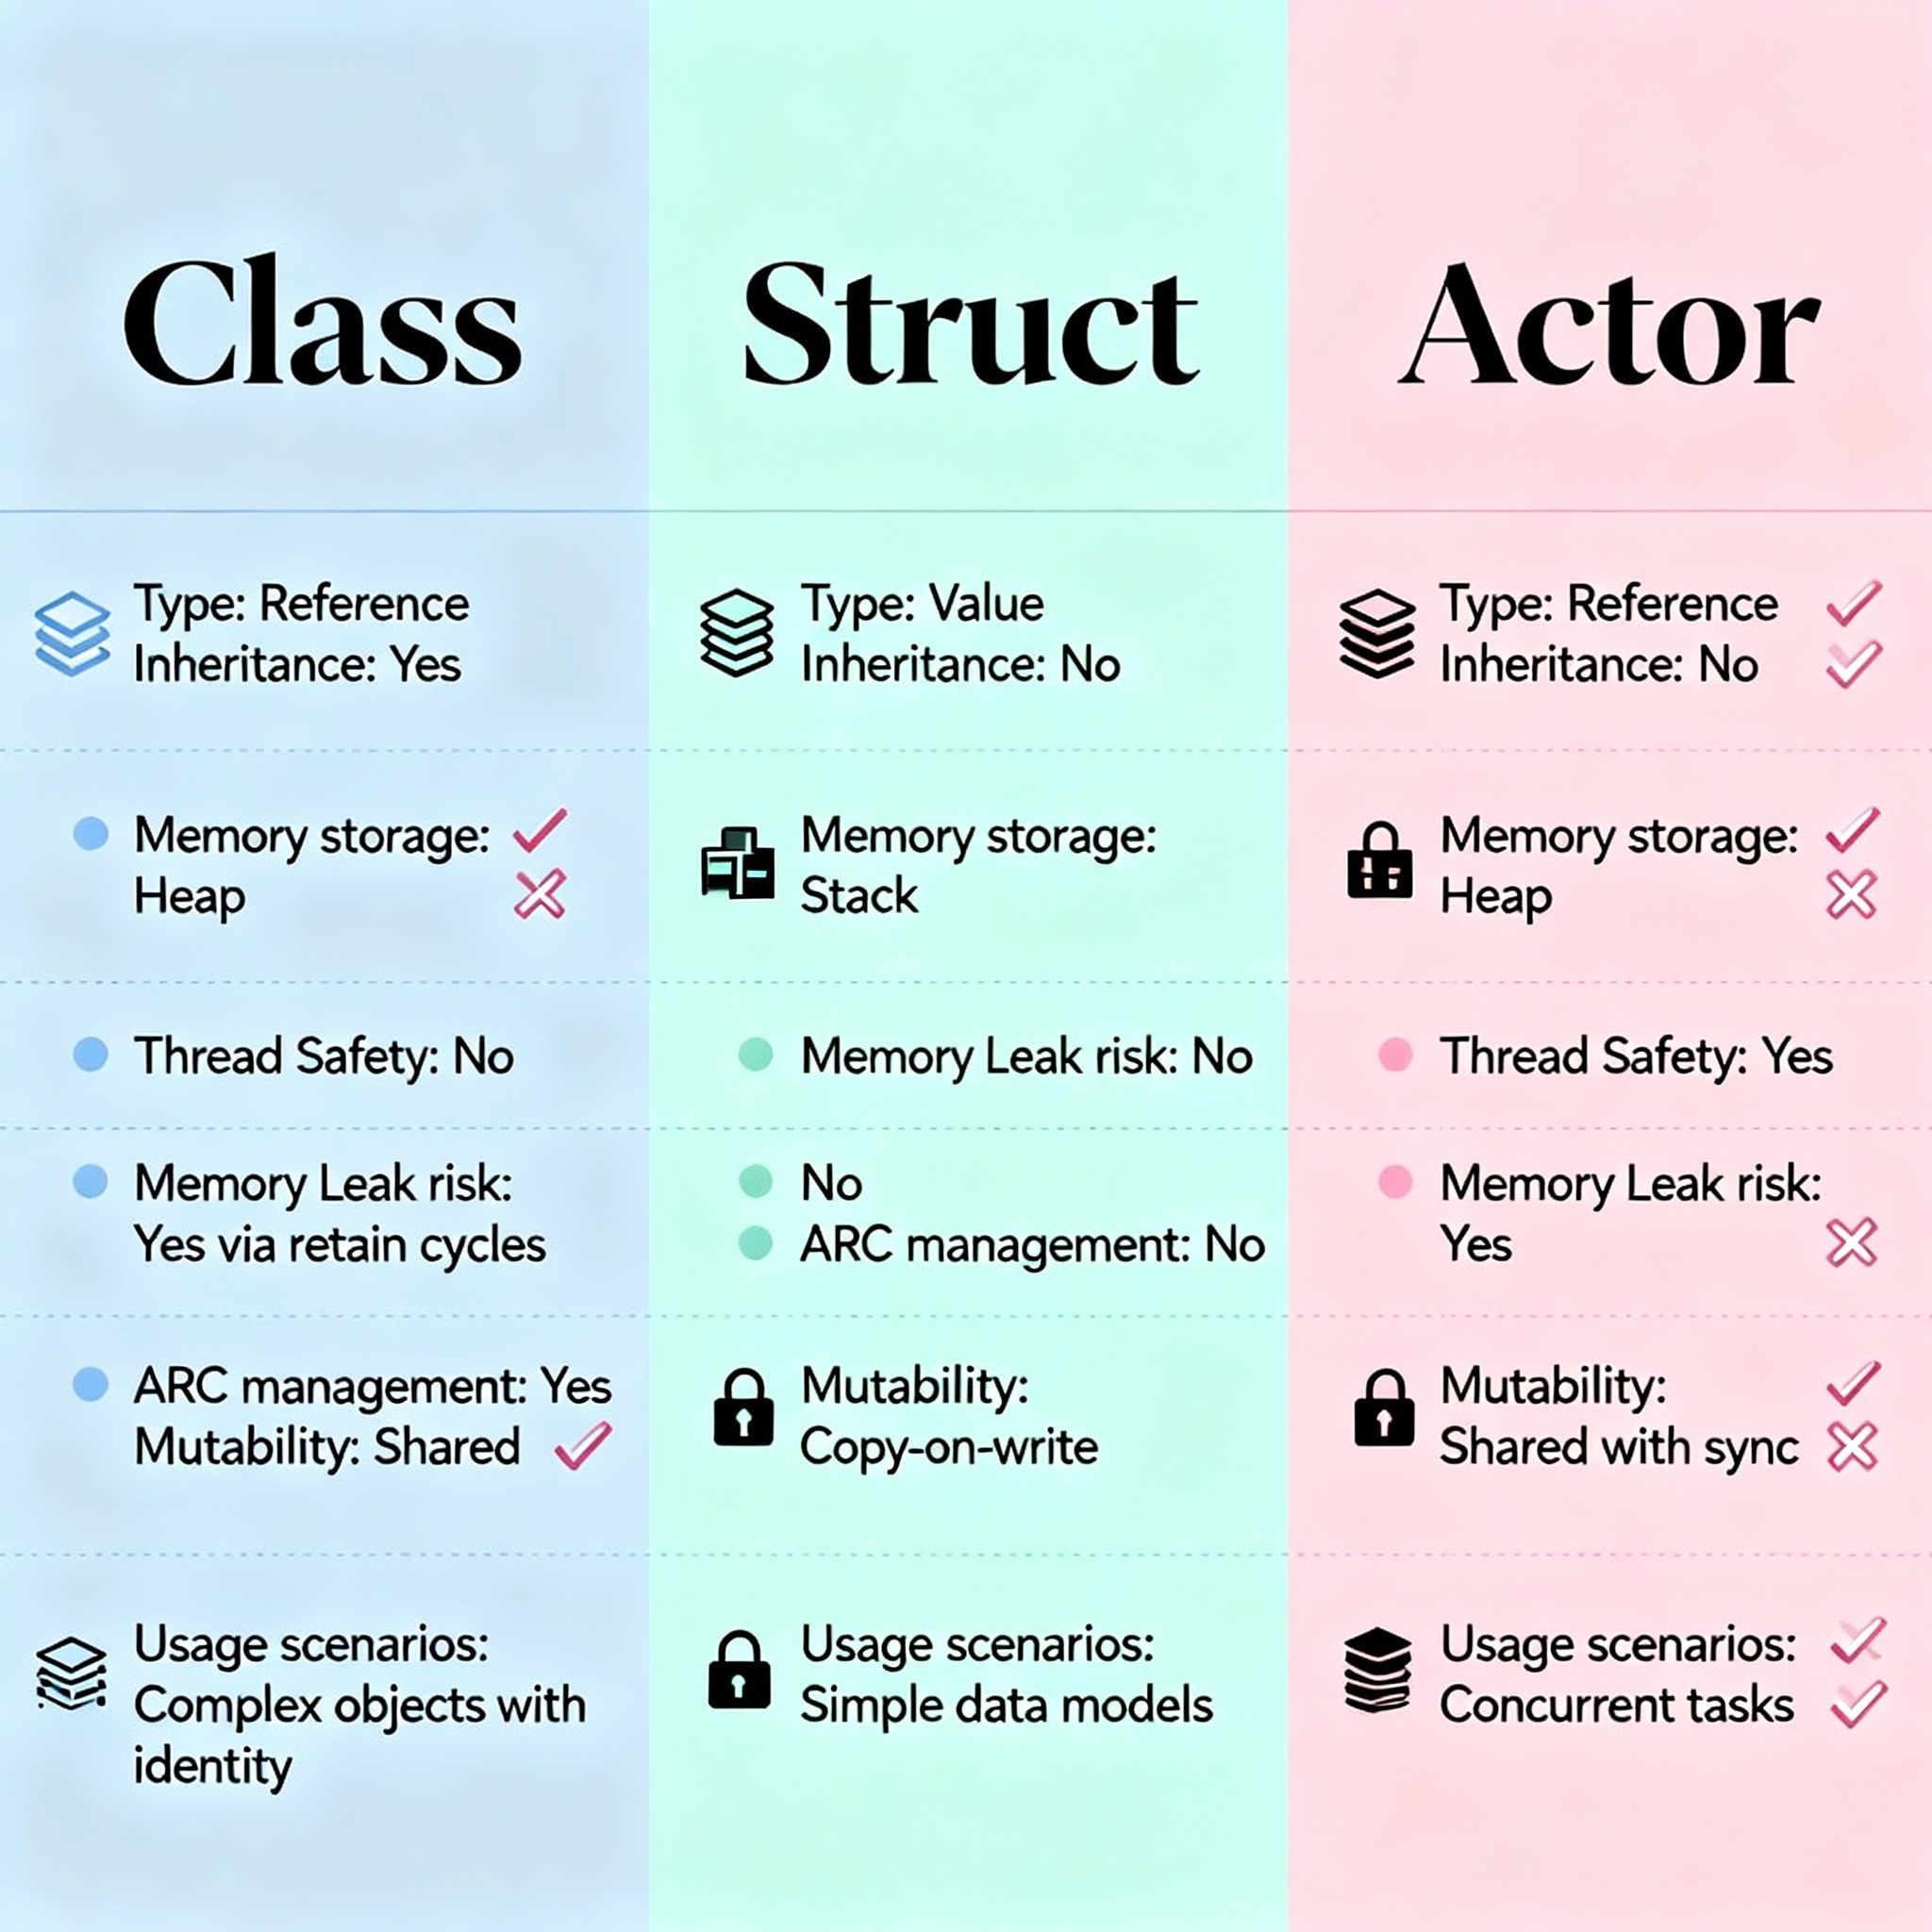 Class
Struct
Actor
Type: Reference
Inheritance: Yes
Type: Value
Inheritance: No
Type: Reference
Inheritance: No
Memory storage:
Heap
Memory storage:
Stack
Memory storage:
Heap
Thread Safety: No
Memory Leak risk: No
Thread Safety: Yes
Memory Leak risk:
Yes via retain cycles
No
ARC management: No
Memory Leak risk:
Yes
ARC management: Yes
Mutability: Shared
Mutability:
Copy-on-write
Mutability:
Shared with sync
Usage scenarios:
Complex objects with
identity
Usage scenarios:
Simple data models
Usage scenarios:
Concurrent tasks